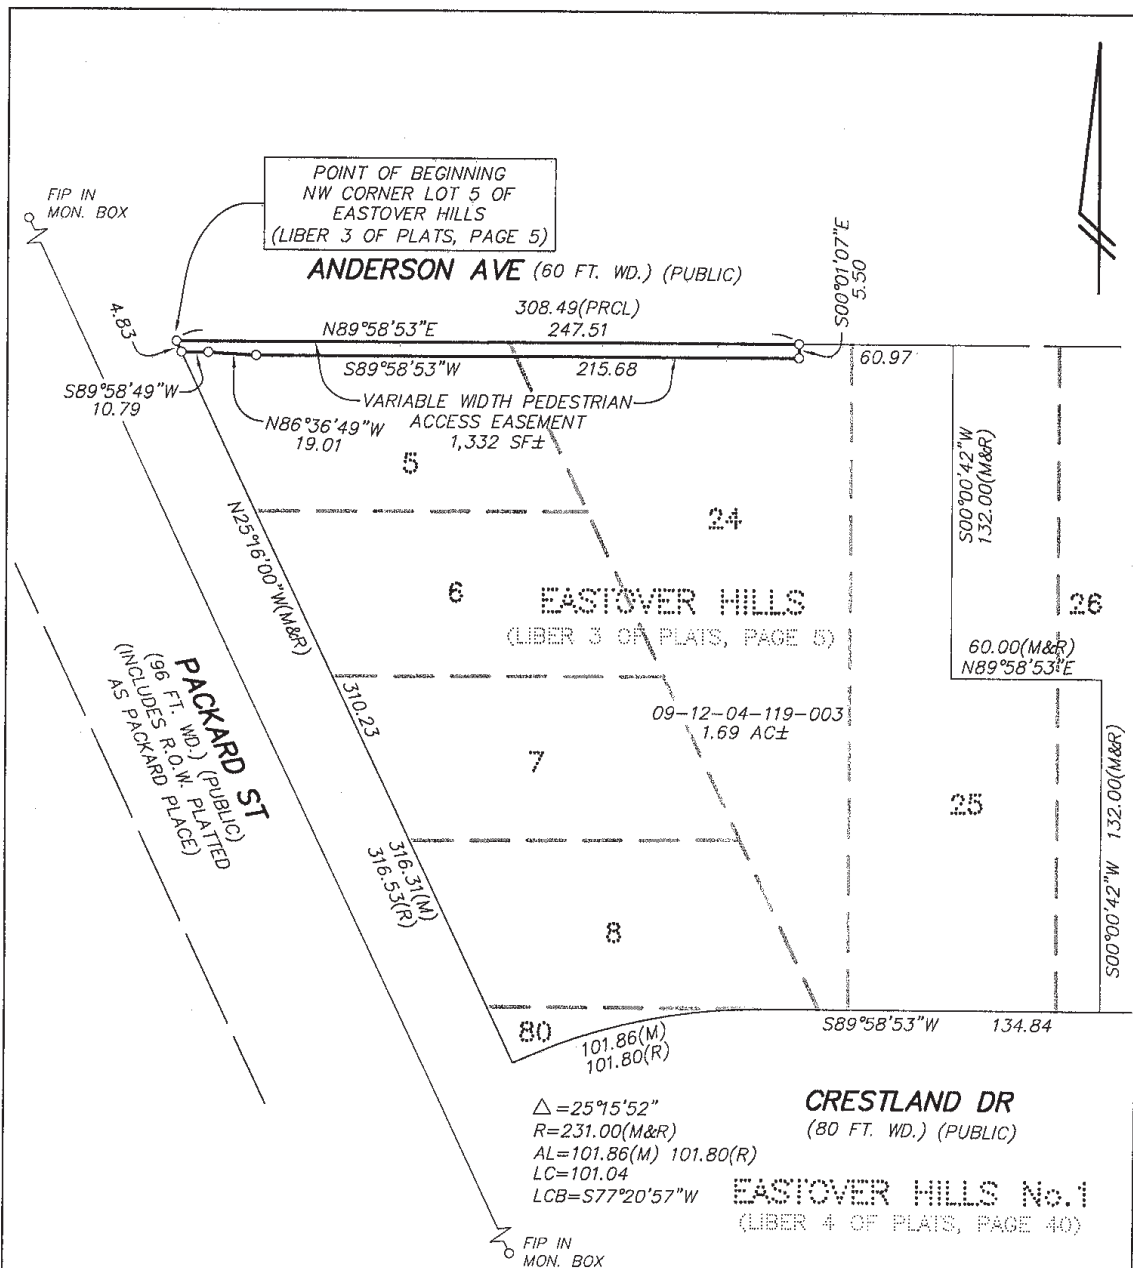 FIP IN
MON. BOX
POINT OF BEGINNING
NW CORNER LOT 5 OF
EASTOVER HILLS
(LIBER 3 OF PLATS, PAGE 5)
ANDERSON AVE (60 FT. WD.) (PUBLIC)
S00°01'07"E
5.50
4.83
308.49(PRCL)
N89°58'53"E
247.51
60.97
S89°58'49"W
10.79
S89°58'53"W
215.68
N86°36'49"W
19.01
VARIABLE WIDTH PEDESTRIAN
ACCESS EASEMENT
1,332 SF±
5
24
S00°00'42"W
132.00(M&R)
N25°16'00"W(M&R)
6
EASTOVER HILLS
(LIBER 3 OF PLATS, PAGE 5)
26
60.00(M&R)
N89°58'53"E
PACKARD ST
(96 FT. WD.) (PUBLIC)
(INCLUDES R.O.W. PLATTED
AS PACKARD PLACE)
310.23
09-12-04-119-003
1.69 AC±
7
25
S00°00'42"W 132.00(M&R)
316.31(M)
316.53(R)
8
80
101.86(M)
101.80(R)
S89°58'53"W 134.84
△=25°15'52"
R=231.00(M&R)
AL=101.86(M) 101.80(R)
LC=101.04
LCB=S77°20'57"W
CRESTLAND DR
(80 FT. WD.) (PUBLIC)
EASTOVER HILLS No.1
(LIBER 4 OF PLATS, PAGE 40)
FIP IN
MON. BOX